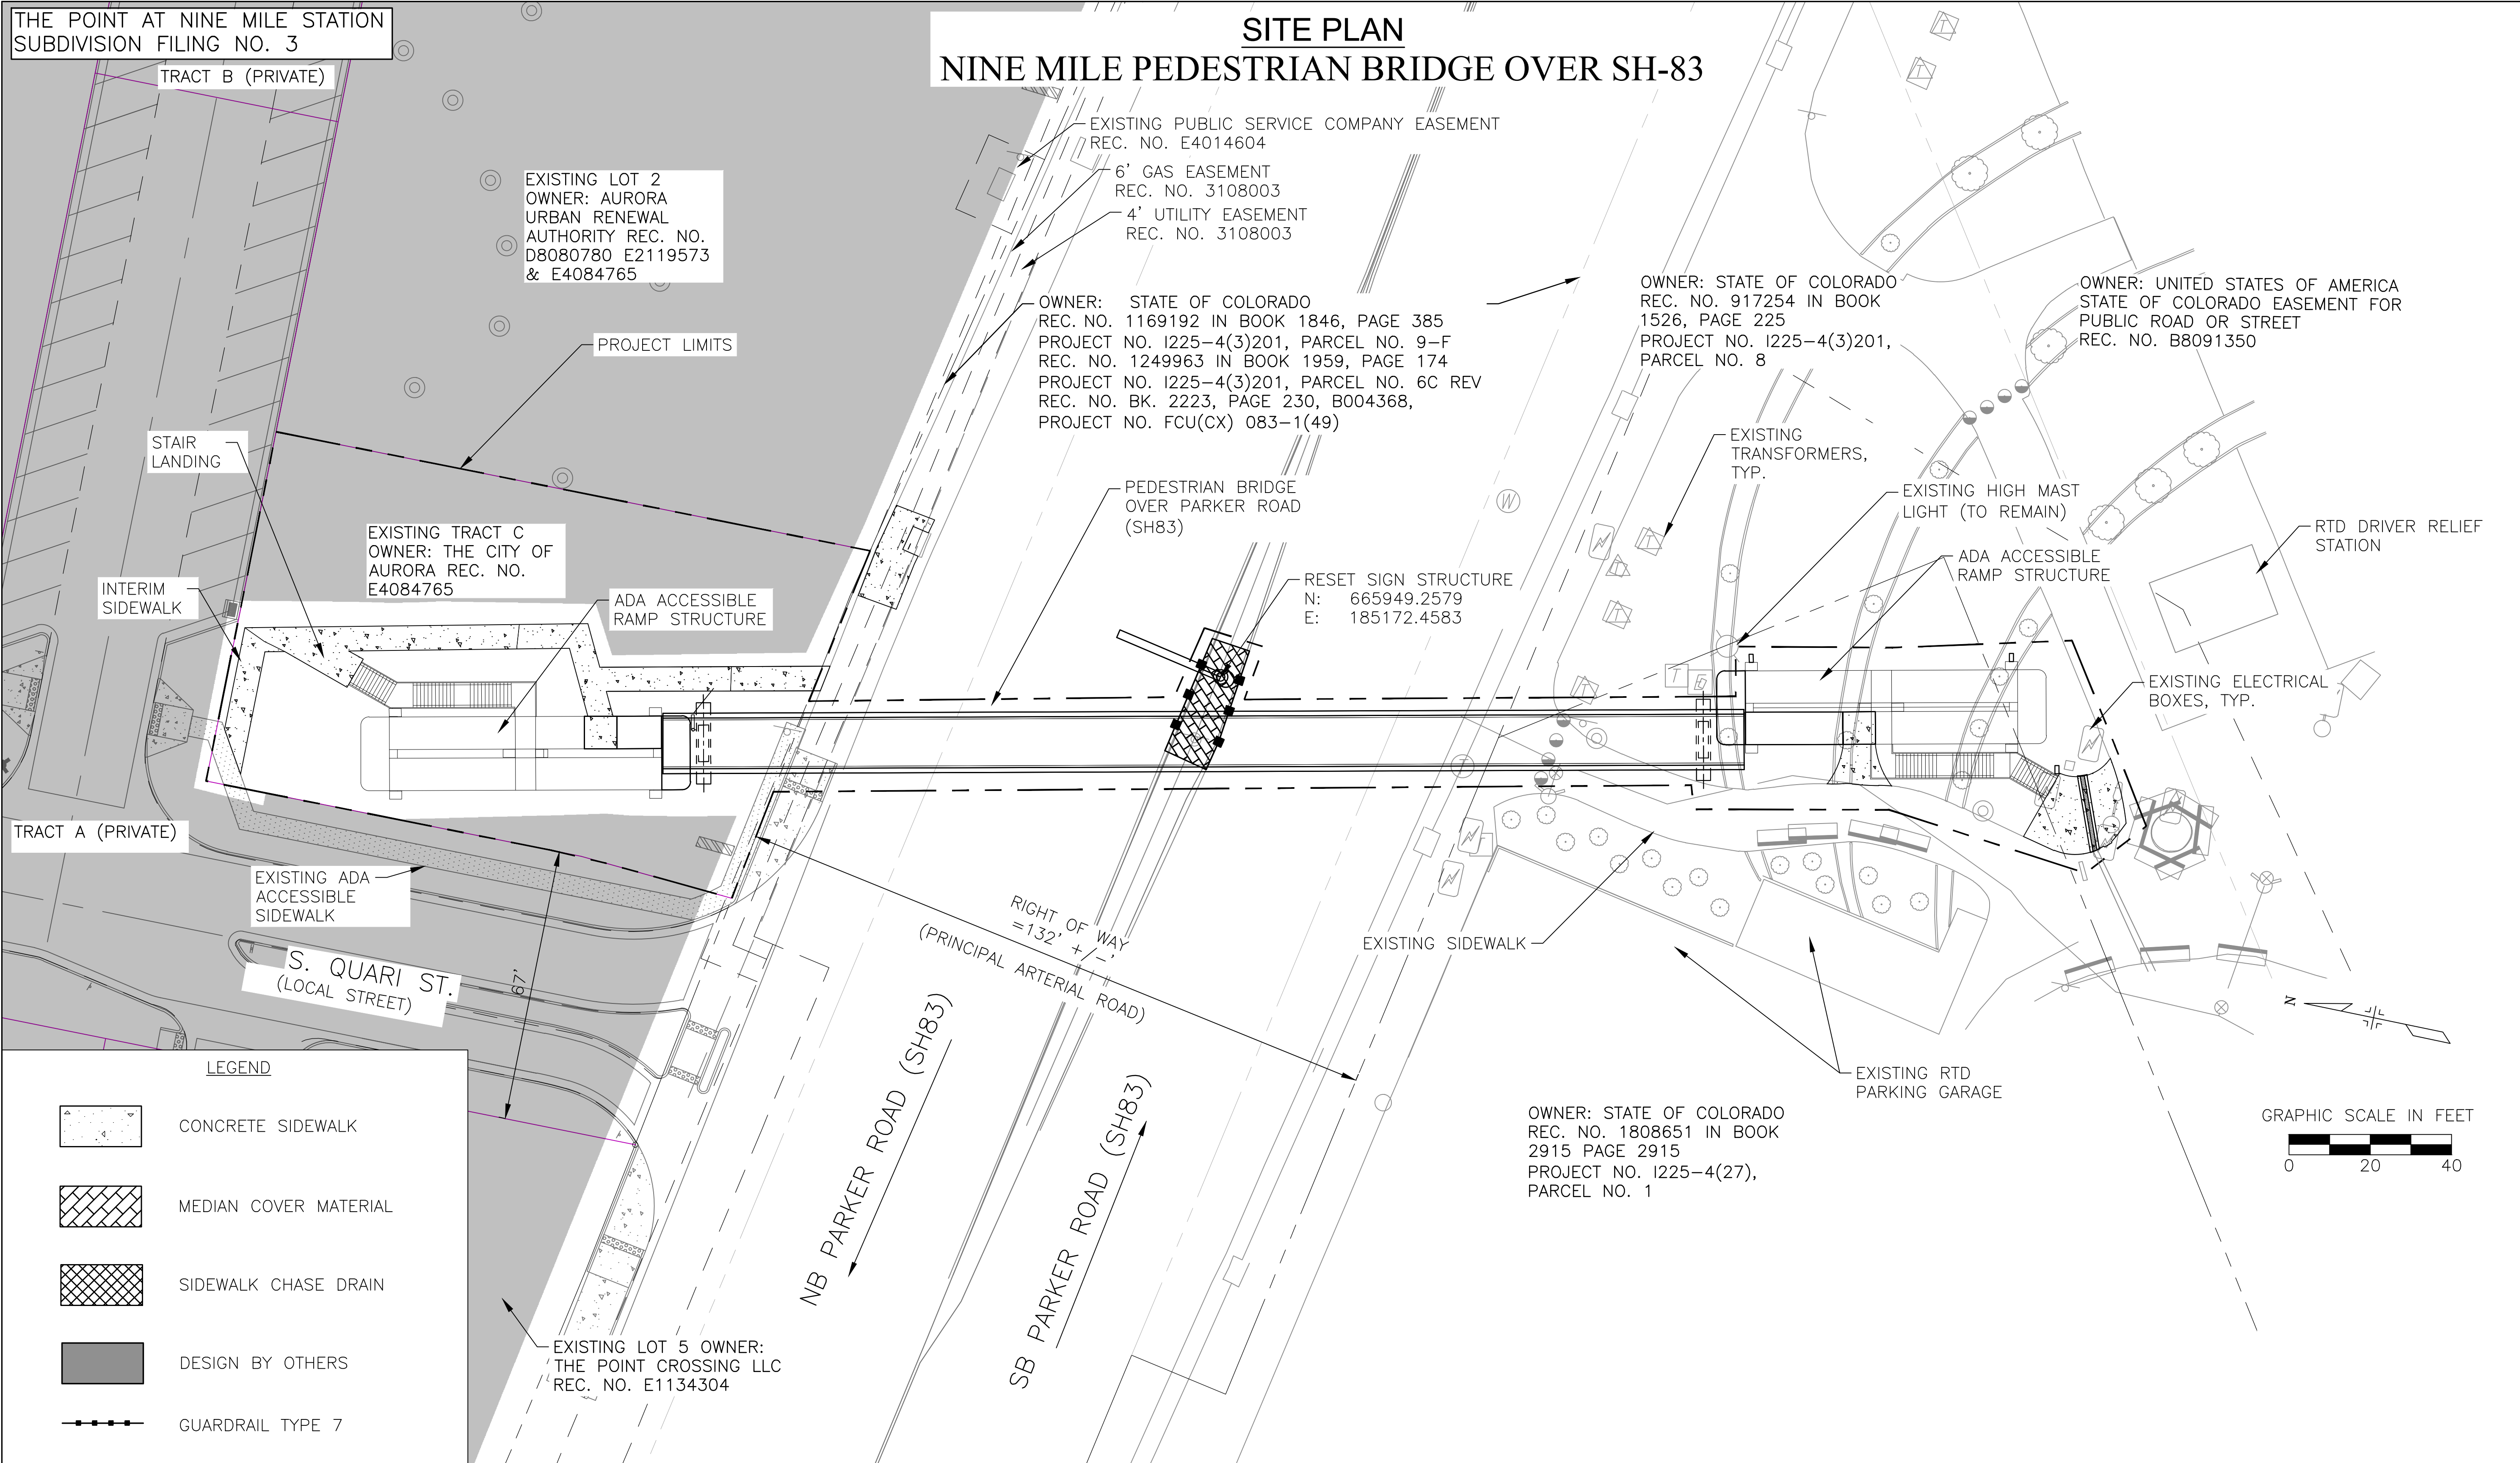 THE POINT AT NINE MILE STATION
SUBDIVISION FILING NO. 3
SITE PLAN
NINE MILE PEDESTRIAN BRIDGE OVER SH-83
TRACT B (PRIVATE)
EXISTING PUBLIC SERVICE COMPANY EASEMENT
REC. NO. E4014604
6' GAS EASEMENT
REC. NO. 3108003
4' UTILITY EASEMENT
REC. NO. 3108003
EXISTING LOT 2
OWNER: AURORA
URBAN RENEWAL
AUTHORITY REC. NO.
D8080780 E2119573
& E4084765
OWNER: STATE OF COLORADO
REC. NO. 1169192 IN BOOK 1846, PAGE 385
PROJECT NO. I225-4(3)201, PARCEL NO. 9-F
REC. NO. 1249963 IN BOOK 1959, PAGE 174
PROJECT NO. I225-4(3)201, PARCEL NO. 6C REV
REC. NO. BK. 2223, PAGE 230, B004368,
PROJECT NO. FCU(CX) 083-1(49)
OWNER: STATE OF COLORADO
REC. NO. 917254 IN BOOK
1526, PAGE 225
PROJECT NO. I225-4(3)201,
PARCEL NO. 8
OWNER: UNITED STATES OF AMERICA
STATE OF COLORADO EASEMENT FOR
PUBLIC ROAD OR STREET
REC. NO. B8091350
PROJECT LIMITS
STAIR
LANDING
EXISTING
TRANSFORMERS,
TYP.
PEDESTRIAN BRIDGE
OVER PARKER ROAD
(SH83)
W
EXISTING HIGH MAST
LIGHT (TO REMAIN)
RTD DRIVER RELIEF
STATION
EXISTING TRACT C
OWNER: THE CITY OF
AURORA REC. NO.
E4084765
ADA ACCESSIBLE
RAMP STRUCTURE
INTERIM
SIDEWALK
ADA ACCESSIBLE
RAMP STRUCTURE
RESET SIGN STRUCTURE
N: 665949.2579
E: 185172.4583
T
E
EXISTING ELECTRICAL
BOXES, TYP.
TRACT A (PRIVATE)
EXISTING ADA
ACCESSIBLE
SIDEWALK
RIGHT OF WAY
=132' +/-'
(PRINCIPAL ARTERIAL ROAD)
EXISTING SIDEWALK
S. QUARI ST.
(LOCAL STREET)
67'
N
NB PARKER ROAD (SH83)
SB PARKER ROAD (SH83)
EXISTING RTD
PARKING GARAGE
OWNER: STATE OF COLORADO
REC. NO. 1808651 IN BOOK
2915 PAGE 2915
PROJECT NO. I225-4(27),
PARCEL NO. 1
GRAPHIC SCALE IN FEET
0 20 40
LEGEND
CONCRETE SIDEWALK
MEDIAN COVER MATERIAL
SIDEWALK CHASE DRAIN
DESIGN BY OTHERS
GUARDRAIL TYPE 7
EXISTING LOT 5 OWNER:
THE POINT CROSSING LLC
REC. NO. E1134304